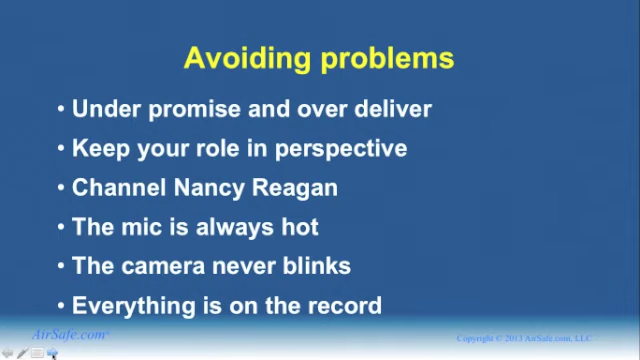 Avoiding problems
• Under promise and over deliver
• Keep your role in perspective
• Channel Nancy Reagan
• The mic is always hot
• The camera never blinks
• Everything is on the record
AirSafe.com
Copyright © 2013 AirSafe.com, LLC